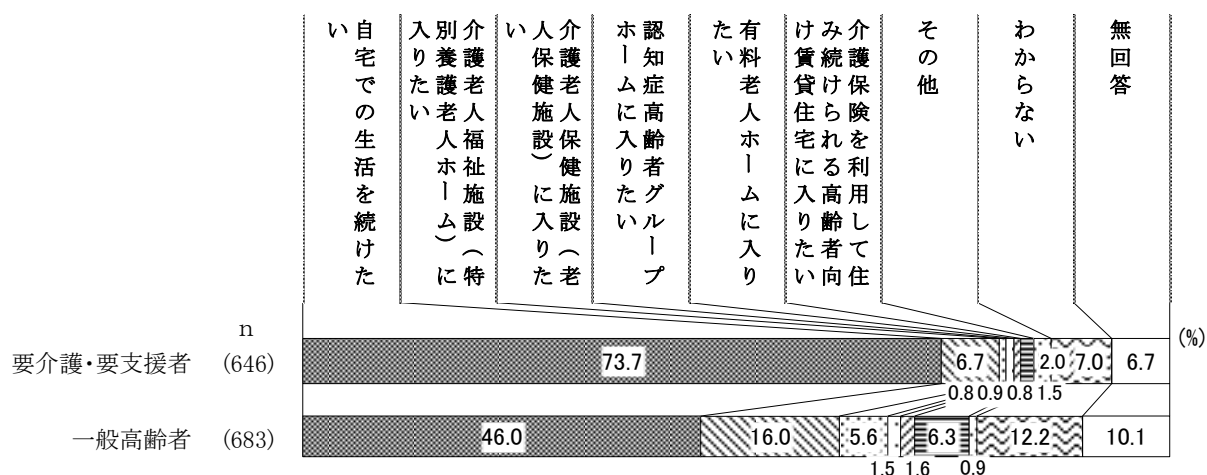 自宅での生活を続けた
い
介護老人福祉施設（特
別養護老人ホーム）に
入りたい
介護老人保健施設（老
人保健施設）に入りた
い
認知症高齢者グループ
ホームに入りたい
有料老人ホームに入り
たい
介護保険を利用して住
み続けられる高齢者向
け賃貸住宅に入りたい
その他
わからない
無回答
n
(%)
要介護・要支援者 (646) 73.7 6.7 2.0 7.0 6.7
0.8 0.9 0.8 1.5
一般高齢者 (683) 46.0 16.0 5.6 6.3 12.2 10.1
1.5 1.6 0.9